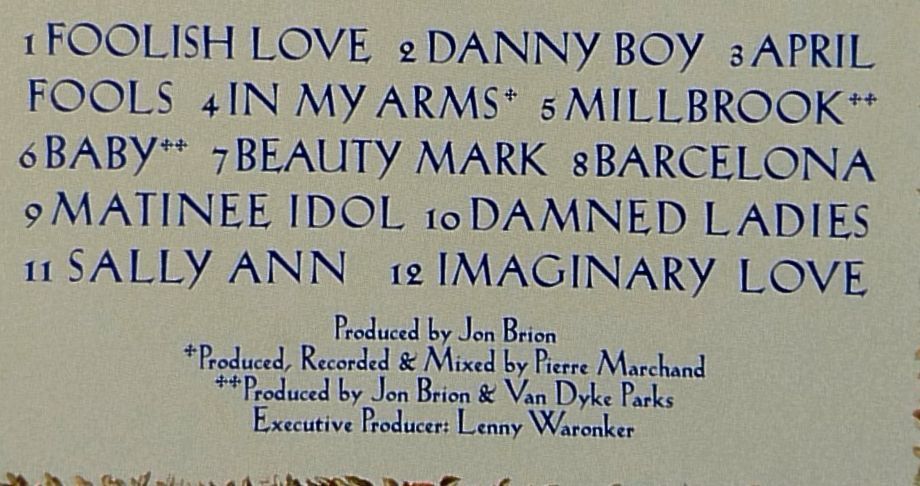 1 FOOLISH LOVE 2 DANNY BOY 3 APRIL
FOOLS 4 IN MY ARMS+ 5 MILLBROOK++
6 BABY++ 7 BEAUTY MARK 8 BARCELONA
9 MATINEE IDOL 10 DAMNED LADIES
11 SALLY ANN 12 IMAGINARY LOVE
Produced by Jon Brion
+Produced, Recorded & Mixed by Pierre Marchand
++Produced by Jon Brion & Van Dyke Parks
Executive Producer: Lenny Waronker